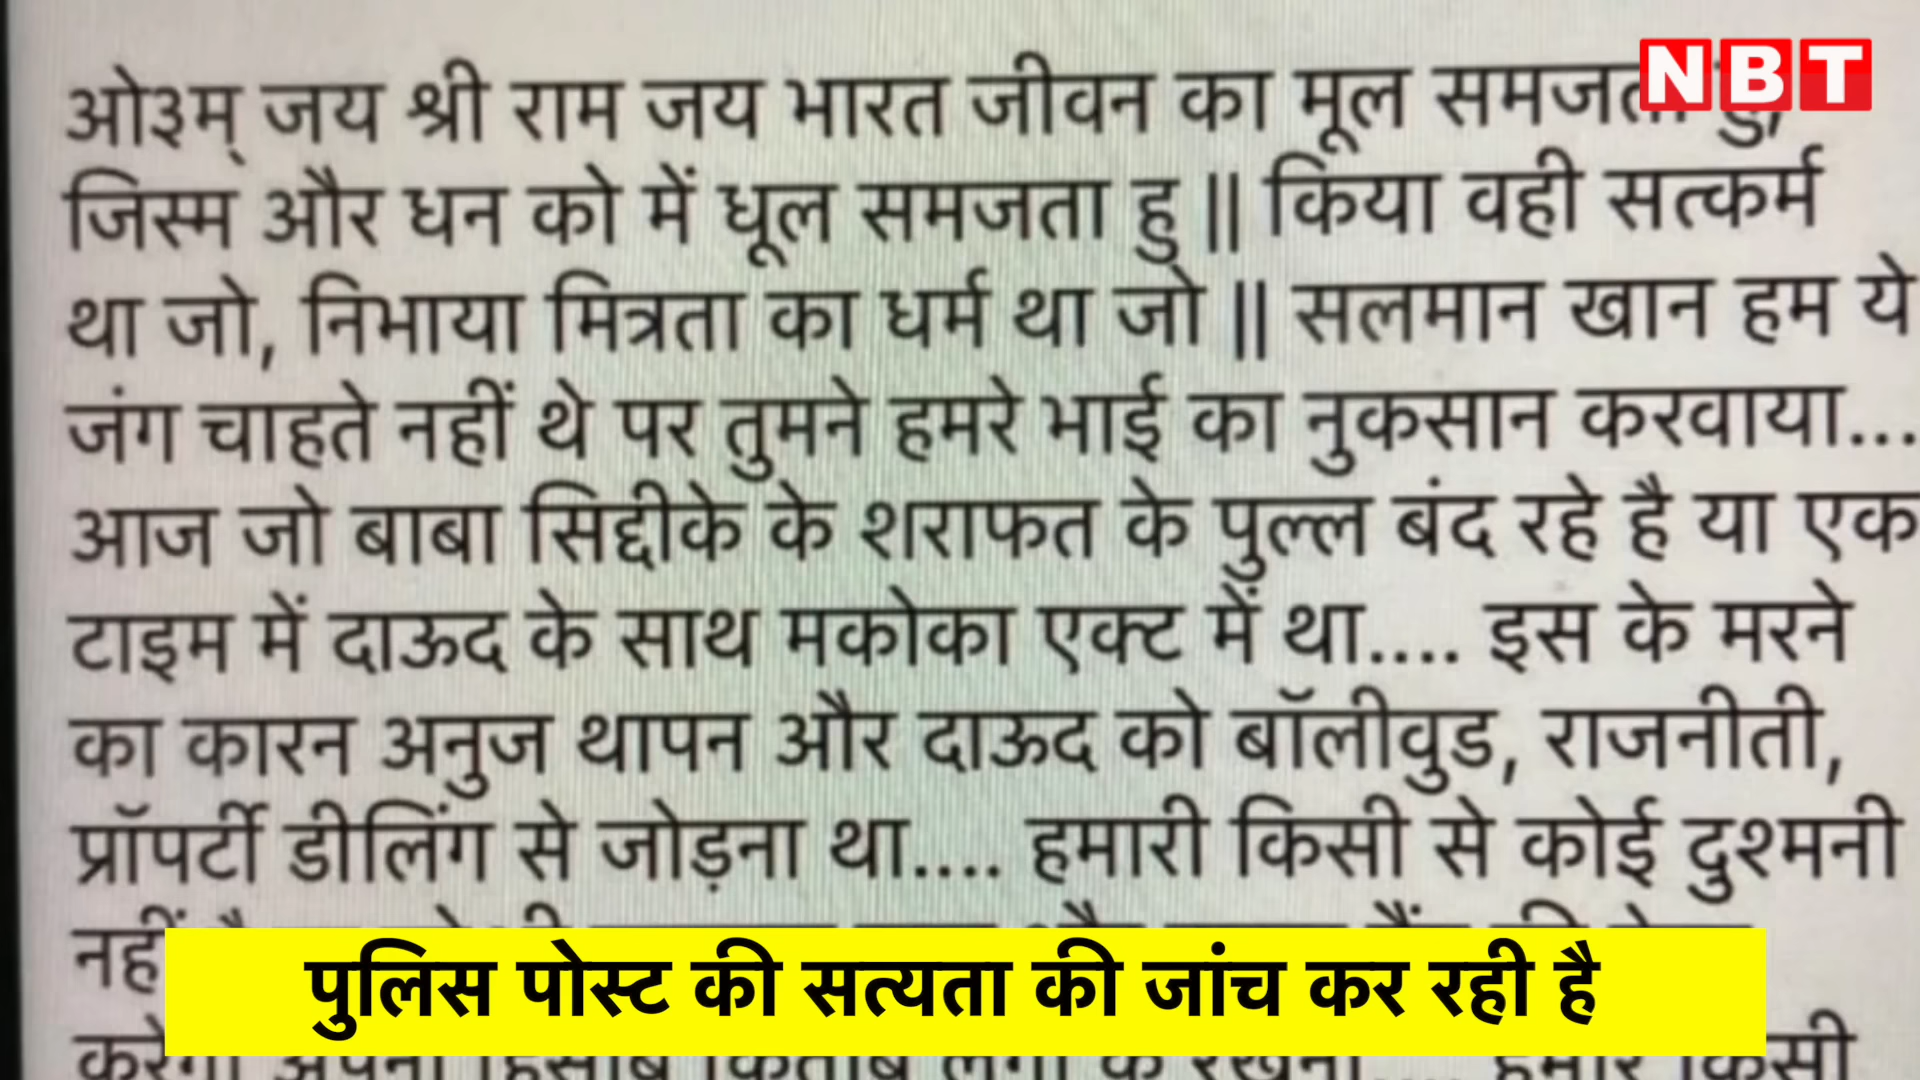 NBT
ओ३म् जय श्री राम जय भारत जीवन का मूल समजता हु,
जिस्म और धन को में धूल समजता हु || किया वही सत्कर्म
था जो, निभाया मित्रता का धर्म था जो || सलमान खान हम ये
जंग चाहते नहीं थे पर तुमने हमरे भाई का नुकसान करवाया...
आज जो बाबा सिद्दीके के शराफत के पुल्ल बंद रहे है या एक
टाइम में दाऊद के साथ मकोका एक्ट में था.... इस के मरने
का कारन अनुज थापन और दाऊद को बॉलीवुड, राजनीती,
प्रॉपर्टी डीलिंग से जोड़ना था.... हमारी किसी से कोई दुश्मनी
पुलिस पोस्ट की सत्यता की जांच कर रही है